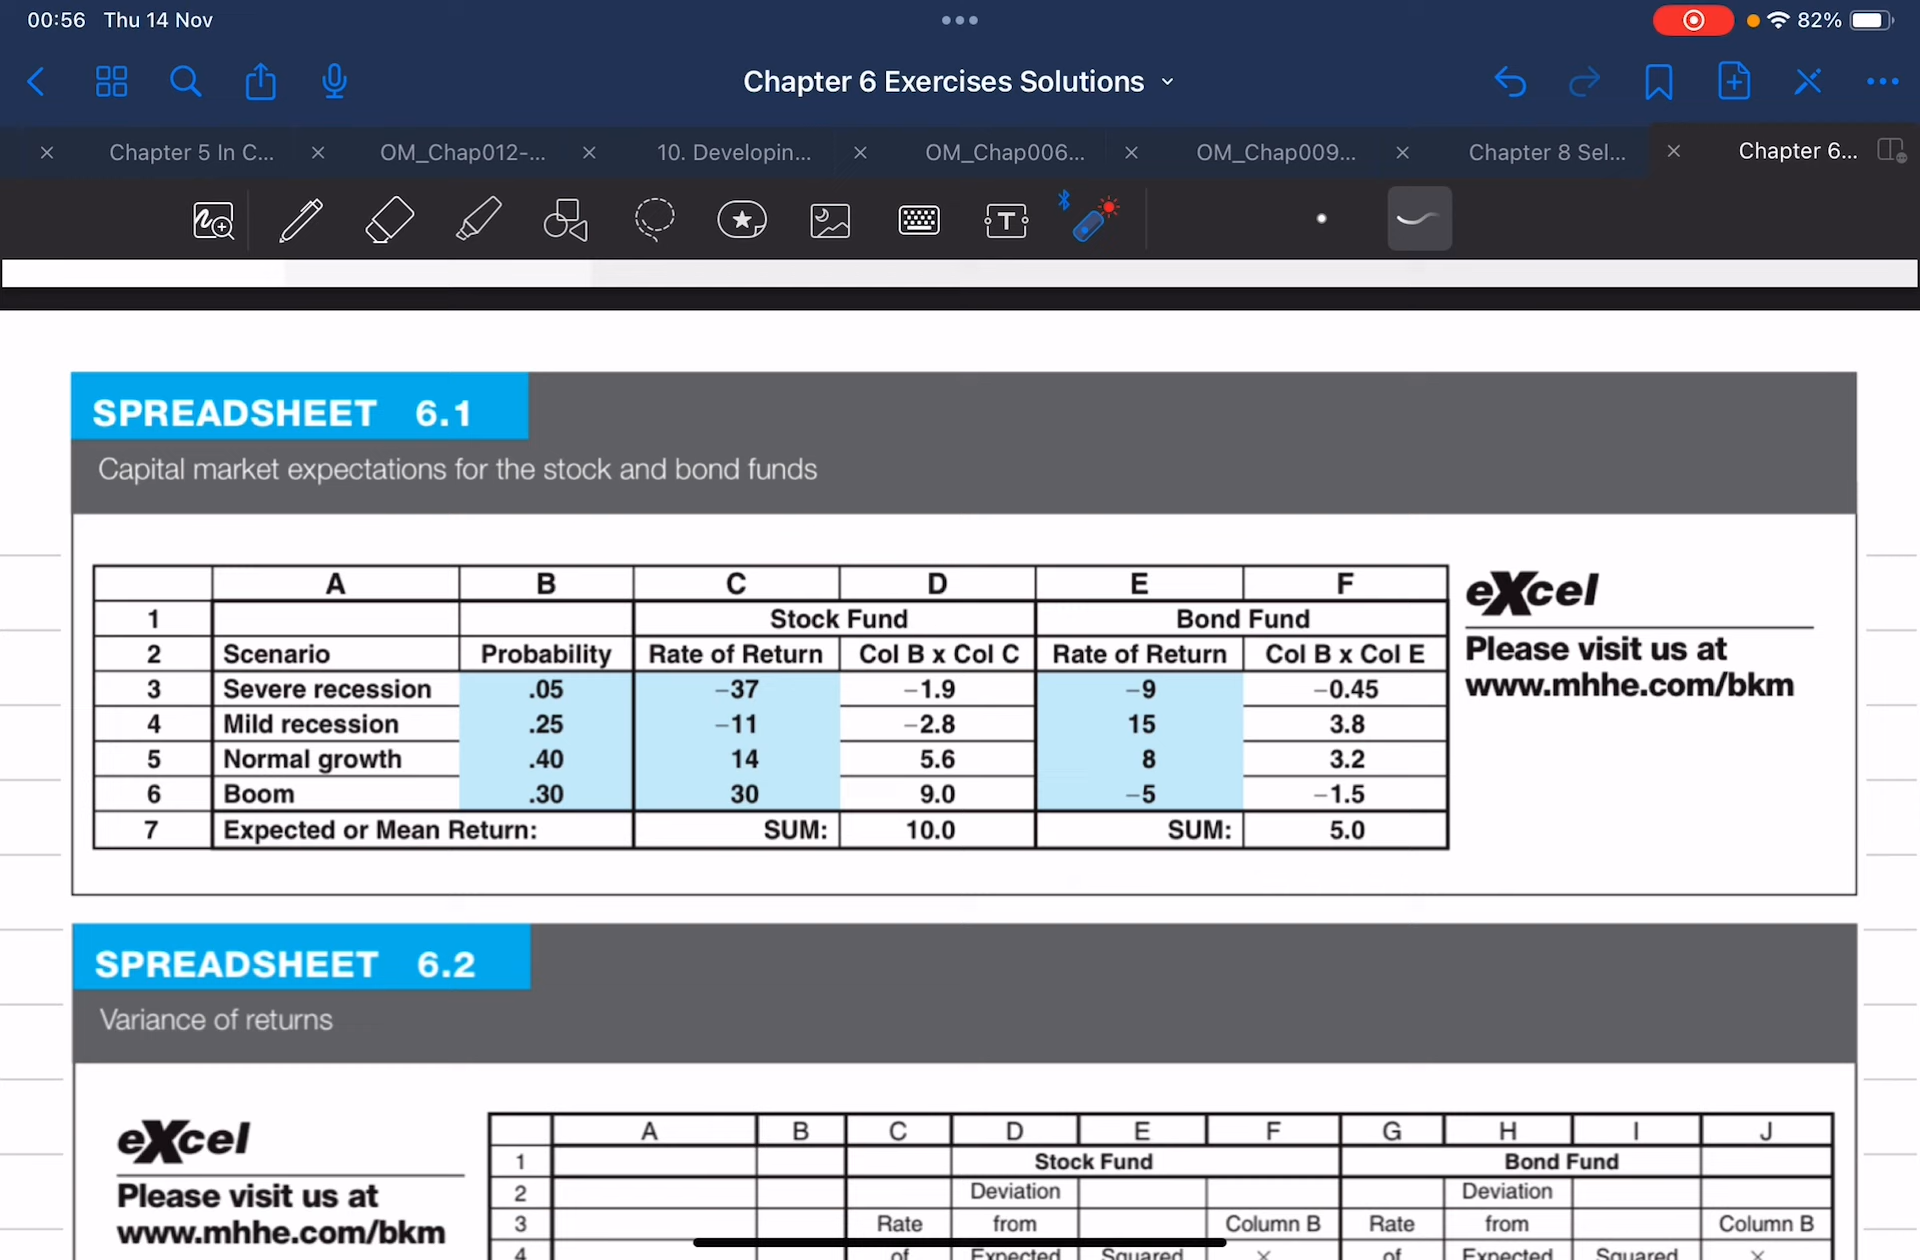 00:56 Thu 14 Nov
82%
Chapter 6 Exercises Solutions
Chapter 5 In C... OM_Chap012-... 10. Developin... OM_Chap006... OM_Chap009... Chapter 8 Sel... Chapter 6...
SPREADSHEET 6.1
Capital market expectations for the stock and bond funds
A B C D E F
1 Stock Fund Bond Fund
2 Scenario Probability Rate of Return Col B x Col C Rate of Return Col B x Col E
3 Severe recession .05 −37 −1.9 −9 −0.45
4 Mild recession .25 −11 −2.8 15 3.8
5 Normal growth .40 14 5.6 8 3.2
6 Boom .30 30 9.0 −5 −1.5
7 Expected or Mean Return: SUM: 10.0 SUM: 5.0
eXcel
Please visit us at
www.mhhe.com/bkm
SPREADSHEET 6.2
Variance of returns
eXcel
Please visit us at
www.mhhe.com/bkm
A B C D E F G H I J
1 Stock Fund Bond Fund
2 Deviation Deviation
3 Rate from Column B Rate from Column B
4 of Expected Squared × of Expected Squared ×